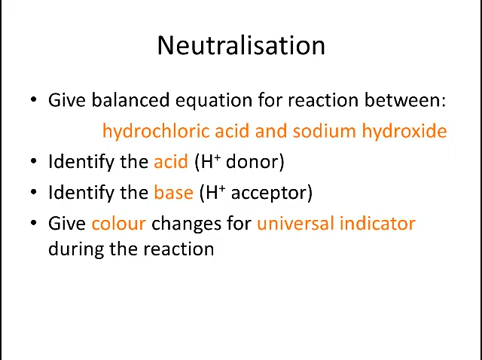 Neutralisation
• Give balanced equation for reaction between:
hydrochloric acid and sodium hydroxide
• Identify the acid (H⁺ donor)
• Identify the base (H⁺ acceptor)
• Give colour changes for universal indicator
during the reaction